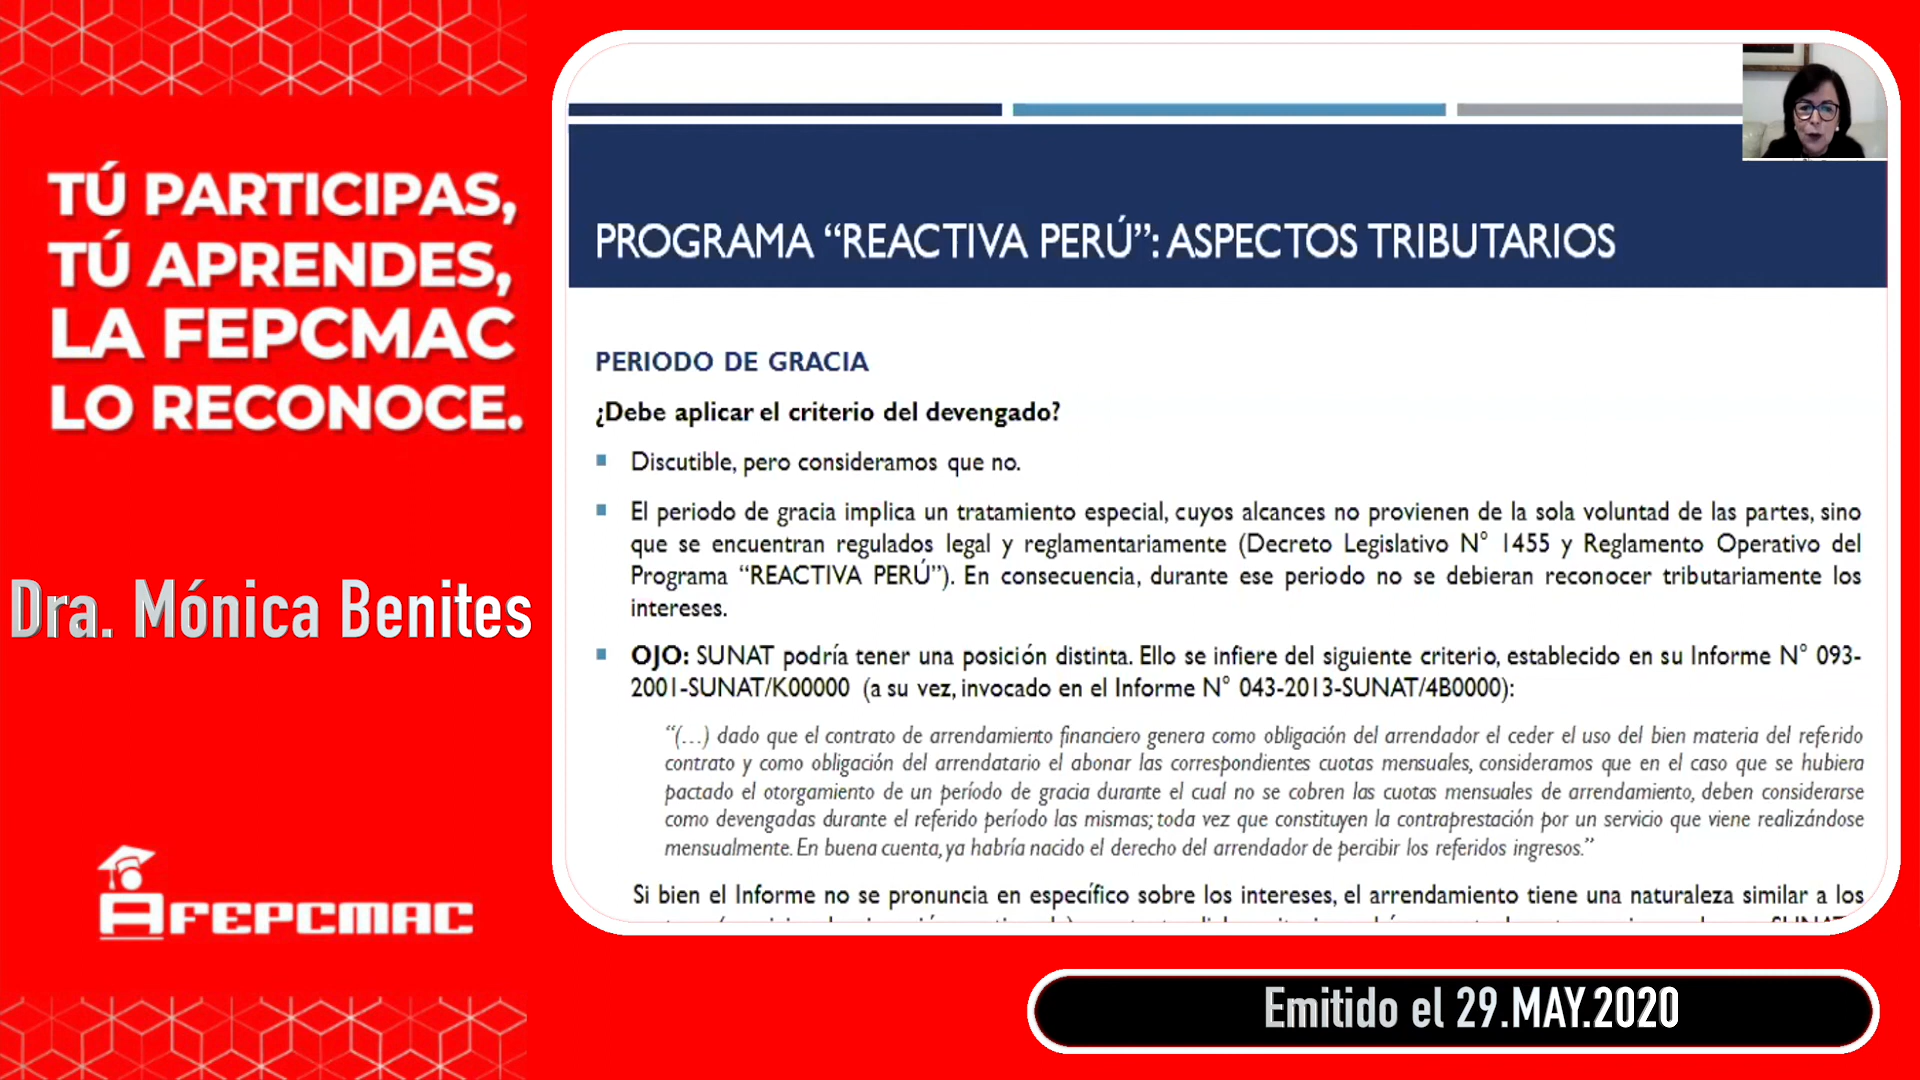 TÚ PARTICIPAS,
TÚ APRENDES,
LA FEPCMAC
LO RECONOCE.
Dra. Mónica Benites
FEPCMAC
PROGRAMA “REACTIVA PERÚ”: ASPECTOS TRIBUTARIOS
PERIODO DE GRACIA
¿Debe aplicar el criterio del devengado?
Discutible, pero consideramos que no.
El periodo de gracia implica un tratamiento especial, cuyos alcances no provienen de la sola voluntad de las partes, sino
que se encuentran regulados legal y reglamentariamente (Decreto Legislativo N° 1455 y Reglamento Operativo del
Programa “REACTIVA PERÚ”). En consecuencia, durante ese periodo no se debieran reconocer tributariamente los
intereses.
OJO: SUNAT podría tener una posición distinta. Ello se infiere del siguiente criterio, establecido en su Informe N° 093-
2001-SUNAT/K00000 (a su vez, invocado en el Informe N° 043-2013-SUNAT/4B0000):
“(…) dado que el contrato de arrendamiento financiero genera como obligación del arrendador el ceder el uso del bien materia del referido
contrato y como obligación del arrendatario el abonar las correspondientes cuotas mensuales, consideramos que en el caso que se hubiera
pactado el otorgamiento de un período de gracia durante el cual no se cobren las cuotas mensuales de arrendamiento, deben considerarse
como devengadas durante el referido período las mismas; toda vez que constituyen la contraprestación por un servicio que viene realizándose
mensualmente. En buena cuenta, ya habría nacido el derecho del arrendador de percibir los referidos ingresos.”
Si bien el Informe no se pronuncia en específico sobre los intereses, el arrendamiento tiene una naturaleza similar a los
Emitido el 29.MAY.2020